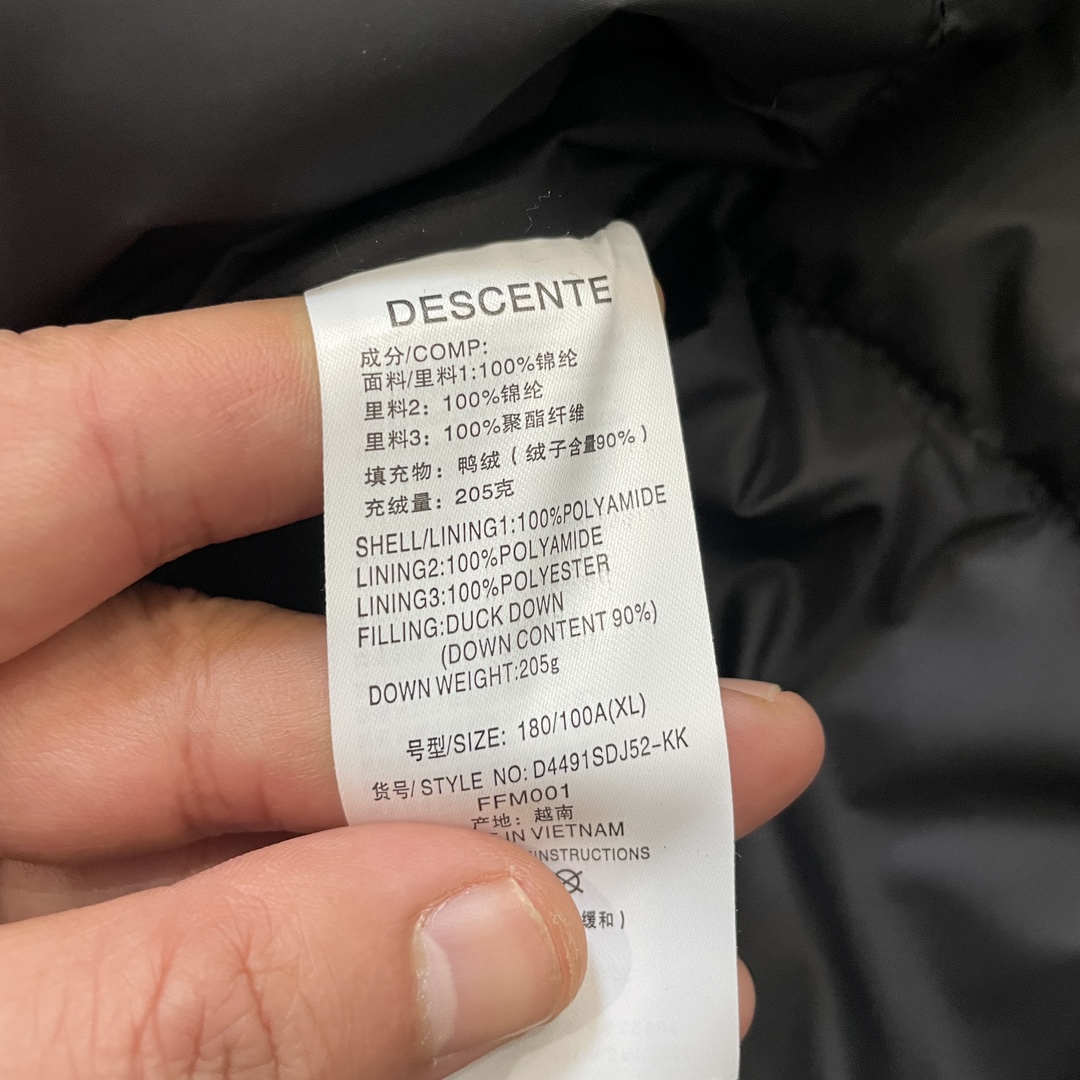 DESCENTE
成分/COMP:
面料/里料1:100%锦纶
里料2: 100%锦纶
里料3: 100%聚酯纤维
填充物: 鸭绒 ( 绒子含量90% )
充绒量: 205克
SHELL/LINING1:100%POLYAMIDE
LINING2:100%POLYAMIDE
LINING3:100%POLYESTER
FILLING:DUCK DOWN
(DOWN CONTENT 90%)
DOWN WEIGHT:205g
号型/SIZE: 180/100A(XL)
货号/ STYLE NO: D4491SDJ52-KK
FFM001
产地: 越南
IN VIETNAM
INSTRUCTIONS
缓和 )